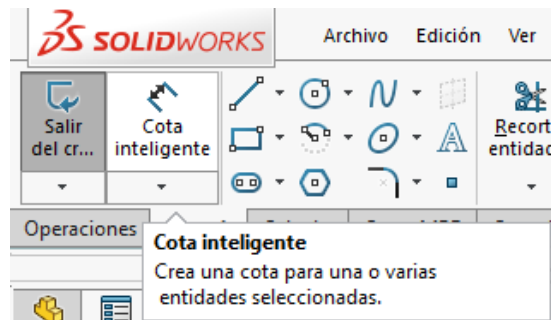 SOLIDWORKS
Archivo Edición Ver
Salir
del cr...
Cota
inteligente
Recort
entidad
Operaciones
Cota inteligente
Crea una cota para una o varias
entidades seleccionadas.